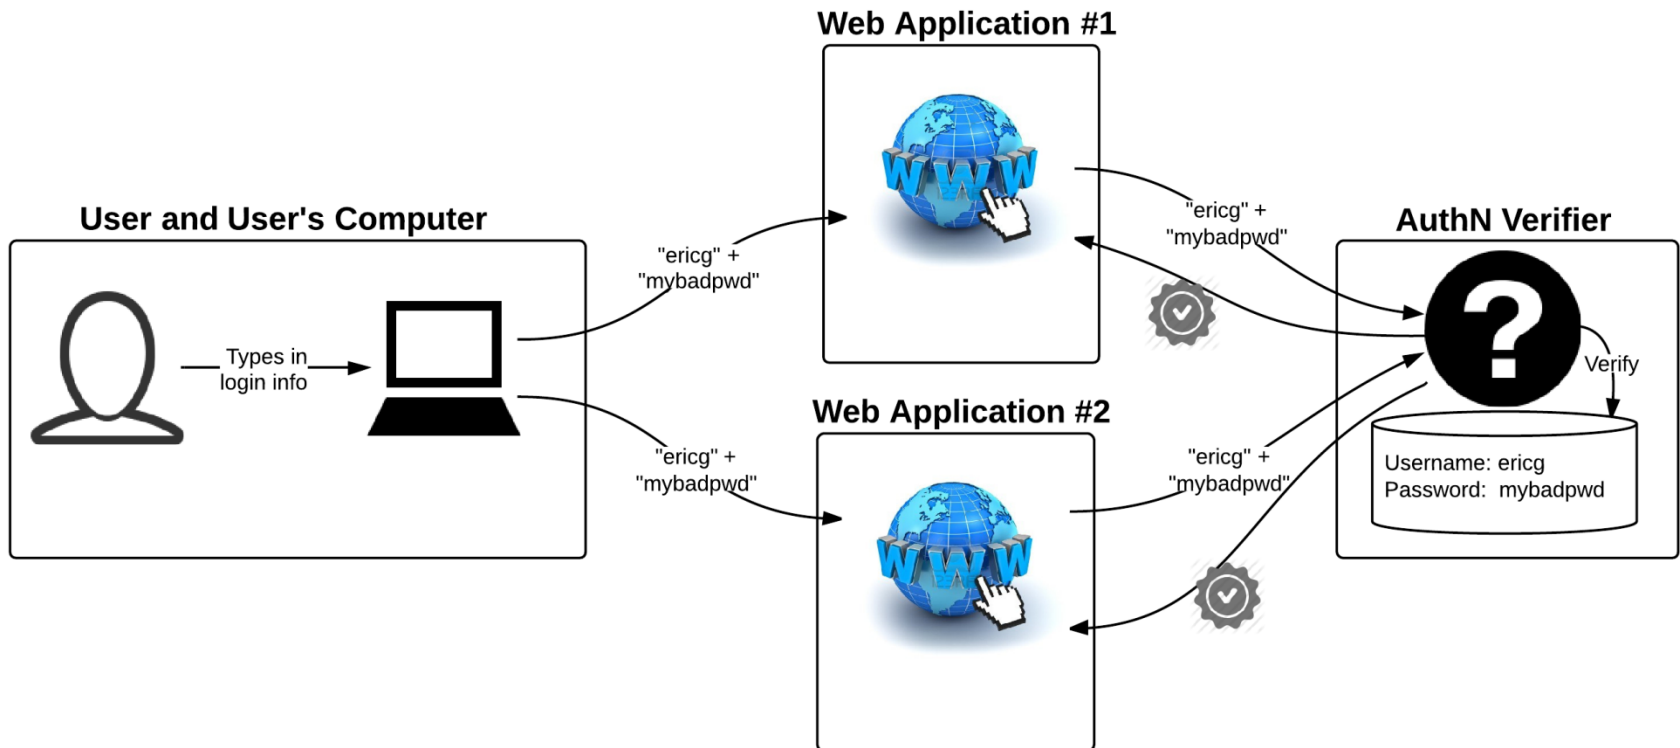 Web Application #1
WWW
"ericg" +
"mybadpwd"
User and User's Computer
AuthN Verifier
"ericg" +
"mybadpwd"
Types in
login info
Verify
Web Application #2
WWW
"ericg" +
"mybadpwd"
"ericg" +
"mybadpwd"
Username: ericg
Password: mybadpwd